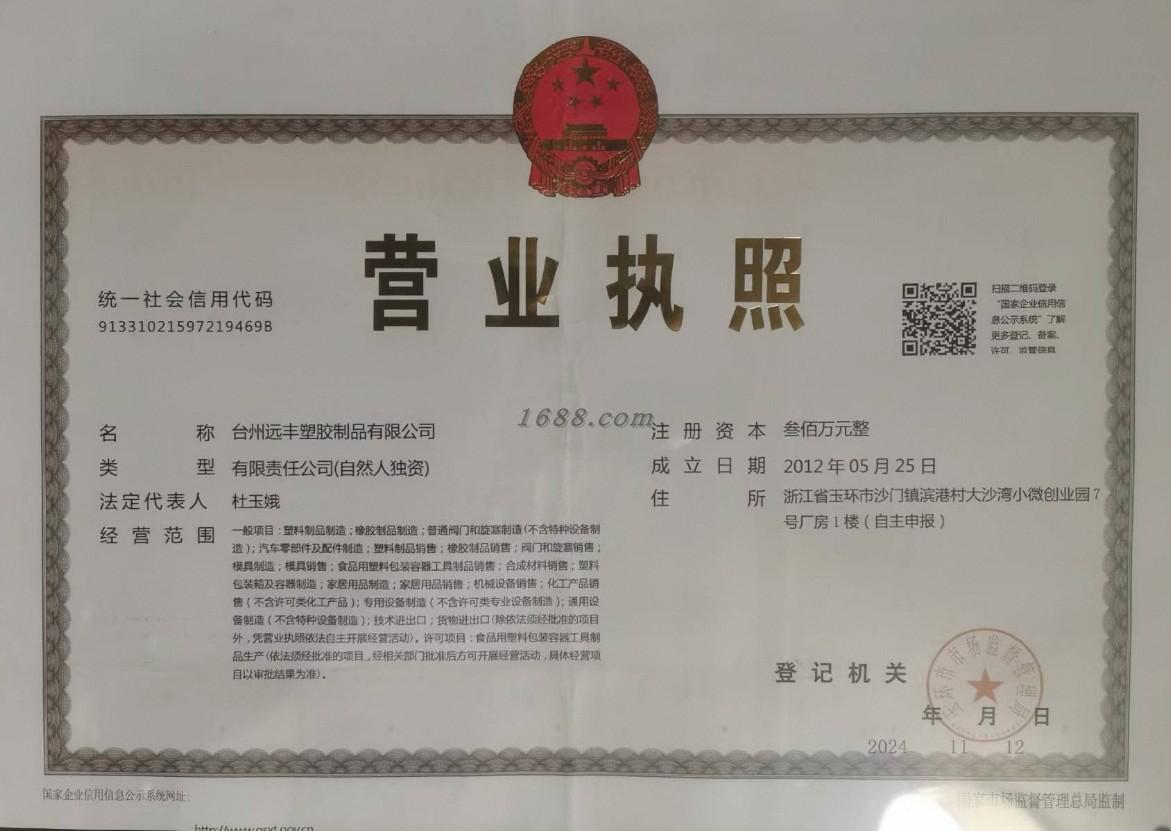 营业执照
统一社会信用代码
91331021597219469B
扫描二维码登录
“国家企业信用信
息公示系统”了解
更多登记、备案、
许可、监管信息
1688.com
名称 台州远丰塑胶制品有限公司
类型 有限责任公司(自然人独资)
法定代表人 杜玉娥
经营范围 一般项目：塑料制品制造；橡胶制品制造；普通阀门和旋塞制造(不含特种设备制
造)；汽车零部件及配件制造；塑料制品销售；橡胶制品销售；阀门和旋塞销售；
模具制造；模具销售；食品用塑料包装容器工具制品销售；合成材料销售；塑料
包装箱及容器制造；家居用品制造；家居用品销售；机械设备销售；化工产品销
售（不含许可类化工产品）；专用设备制造（不含许可类专业设备制造）；通用设
备制造（不含特种设备制造）；技术进出口；货物进出口(除依法须经批准的项目
外，凭营业执照依法自主开展经营活动)。许可项目：食品用塑料包装容器工具制
品生产(依法须经批准的项目，经相关部门批准后方可开展经营活动，具体经营项
目以审批结果为准)。
注册资本 叁佰万元整
成立日期 2012年05月25日
住所 浙江省玉环市沙门镇滨港村大沙湾小微创业园7
号厂房1楼（自主申报）
登记机关
玉环市市场监督管理局
年 月 日
2024 11 12
国家企业信用信息公示系统网址：
http://www.gsxt.gov.cn
国家市场监督管理总局监制